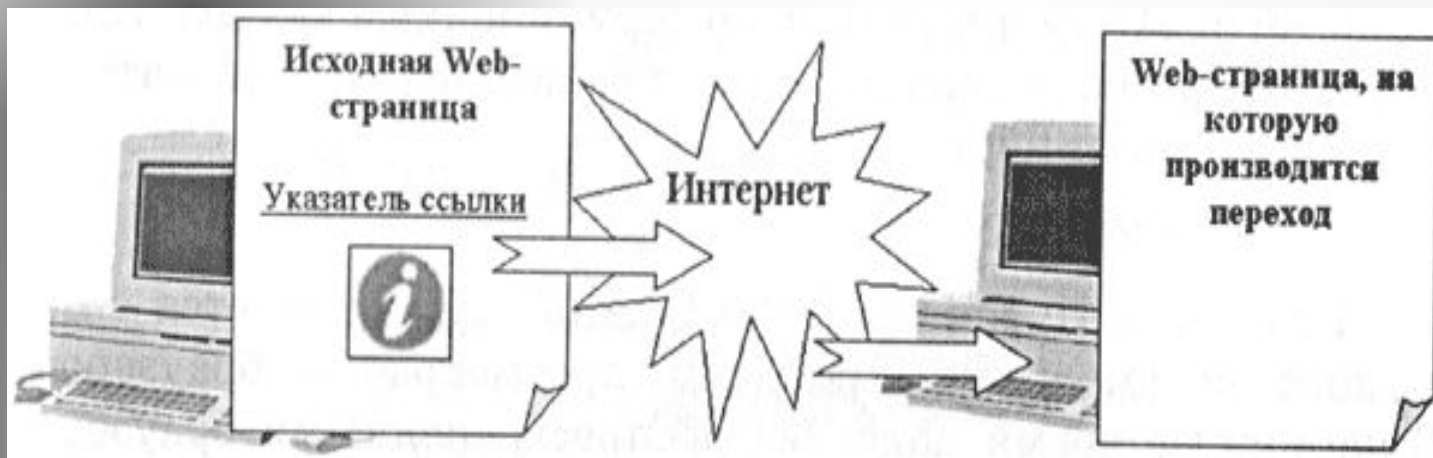 Исходная Web-
страница
Указатель ссылки
i
Интернет
Web-страница, на
которую
производится
переход